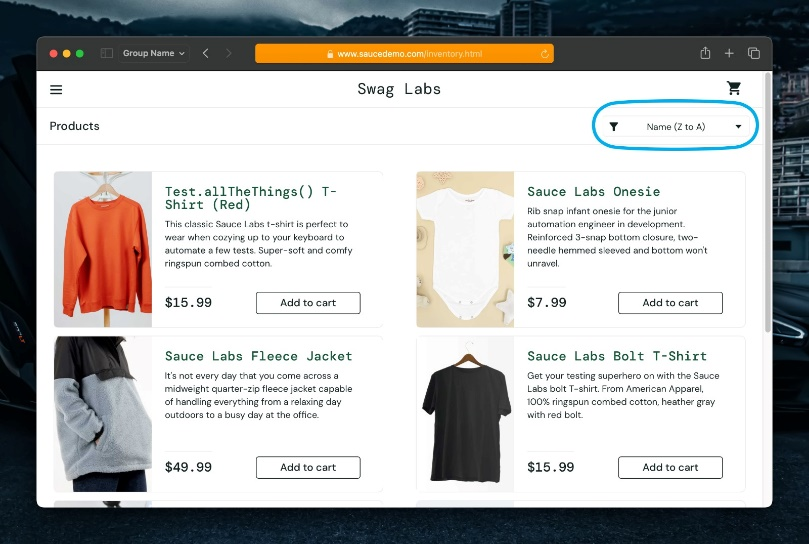 Group Name
www.saucedemo.com/inventory.html
Swag Labs
Products
Name (Z to A)
Test.allTheThings() T-
Shirt (Red)
This classic Sauce Labs t-shirt is perfect to
wear when cozying up to your keyboard to
automate a few tests. Super-soft and comfy
ringspun combed cotton.
$15.99
Add to cart
Sauce Labs Onesie
Rib snap infant onesie for the junior
automation engineer in development.
Reinforced 3-snap bottom closure, two-
needle hemmed sleeved and bottom won't
unravel.
$7.99
Add to cart
Sauce Labs Fleece Jacket
It's not every day that you come across a
midweight quarter-zip fleece jacket capable
of handling everything from a relaxing day
outdoors to a busy day at the office.
$49.99
Add to cart
Sauce Labs Bolt T-Shirt
Get your testing superhero on with the Sauce
Labs bolt T-shirt. From American Apparel,
100% ringspun combed cotton, heather gray
with red bolt.
$15.99
Add to cart